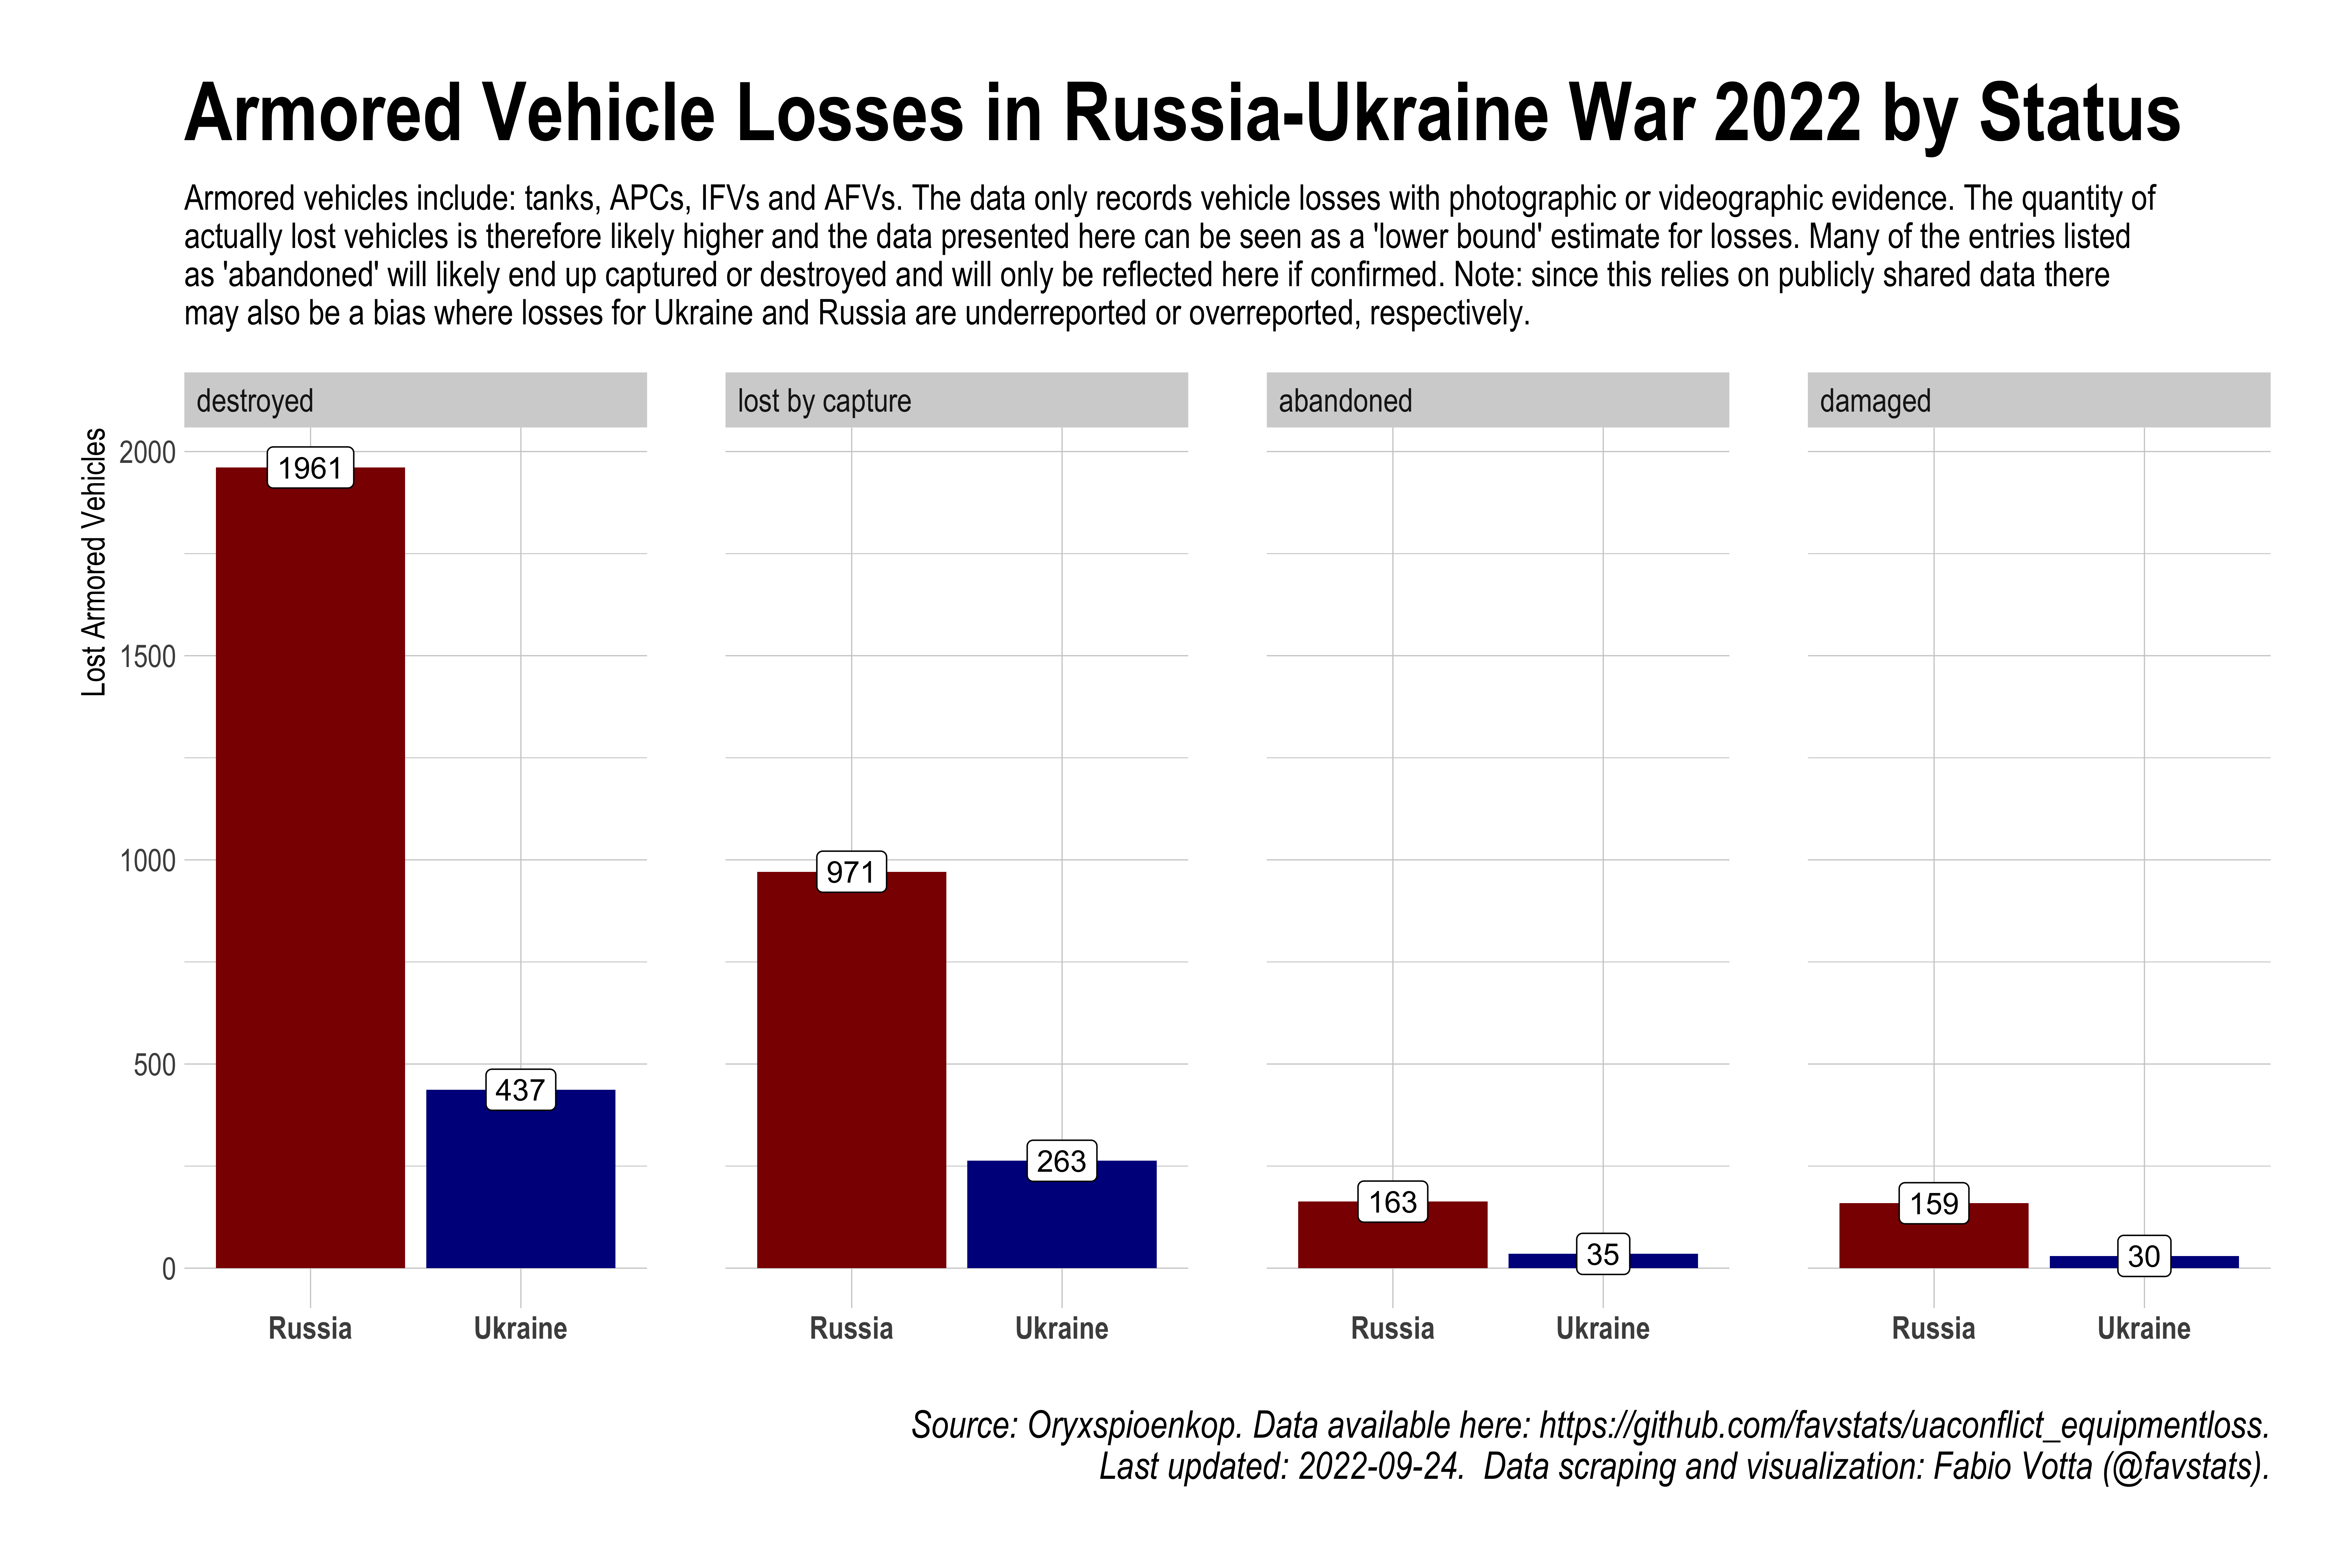 Armored Vehicle Losses in Russia-Ukraine War 2022 by Status
Armored vehicles include: tanks, APCs, IFVs and AFVs. The data only records vehicle losses with photographic or videographic evidence. The quantity of
actually lost vehicles is therefore likely higher and the data presented here can be seen as a 'lower bound' estimate for losses. Many of the entries listed
as 'abandoned' will likely end up captured or destroyed and will only be reflected here if confirmed. Note: since this relies on publicly shared data there
may also be a bias where losses for Ukraine and Russia are underreported or overreported, respectively.
destroyed
lost by capture
abandoned
damaged
Lost Armored Vehicles
2000
1500
1000
500
0
1961
437
971
263
163
35
159
30
Russia
Ukraine
Russia
Ukraine
Russia
Ukraine
Russia
Ukraine
Source: Oryxspioenkop. Data available here: https://github.com/favstats/uaconflict_equipmentloss.
Last updated: 2022-09-24.  Data scraping and visualization: Fabio Votta (@favstats).